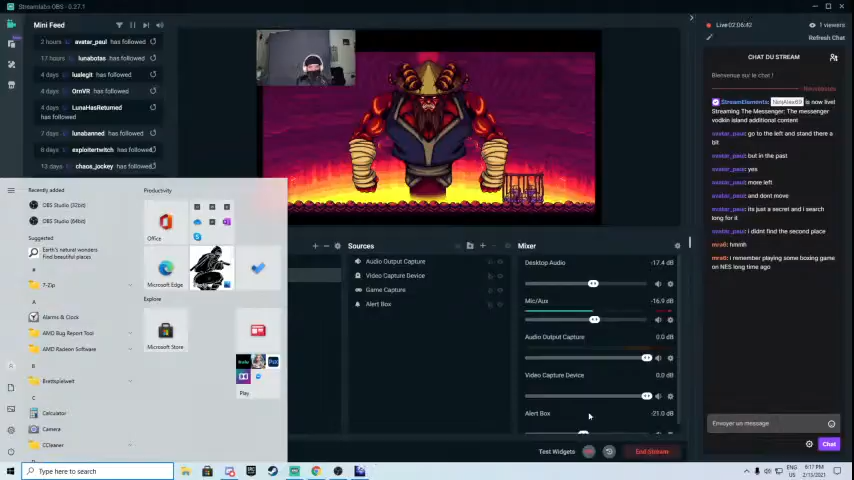 Streamlabs OBS - 0.27.1
Mini Feed
2 hours
avatar_paul has followed
17 hours
lunabotas has followed
4 days
lualegit has followed
4 days
OrnVR has followed
4 days
LunaHasReturned
has followed
7 days
lunabanned has followed
8 days
exploitertwitch has followed
13 days
chaos_jockey has followed
Live 02:06:42
1 viewers
Refresh Chat
CHAT DU STREAM
Bienvenue sur le chat !
Nouveautés
StreamElements: NinjAlex69 is now live!
Streaming The Messenger: The messenger
vodkin island additional content
avatar_paul: go to the left and stand there a
bit
avatar_paul: but in the past
avatar_paul: yes
avatar_paul: more left
avatar_paul: and dont move
avatar_paul: its just a secret and i search
long for it
avatar_paul: i didnt find the second place
mra6: hmmh
mra6: i remember playing some boxing game
on NES long time ago
Envoyer un message
Chat
Recently added
OBS Studio (32bit)
OBS Studio (64bit)
Suggested
Earth's natural wonders
Find beautiful places
#
7-Zip
A
Alarms & Clock
AMD Bug Report Tool
AMD Radeon Software
B
Brettspielwelt
C
Calculator
Camera
CCleaner
Productivity
Office
Microsoft Edge
Explore
Microsoft Store
Play
Sources
Audio Output Capture
Video Capture Device
Game Capture
Alert Box
Mixer
Desktop Audio
-17.4 dB
Mic/Aux
-16.9 dB
Audio Output Capture
0.0 dB
Video Capture Device
0.0 dB
Alert Box
-21.0 dB
Test Widgets
End Stream
Type here to search
ENG
US
6:17 PM
2/13/2021